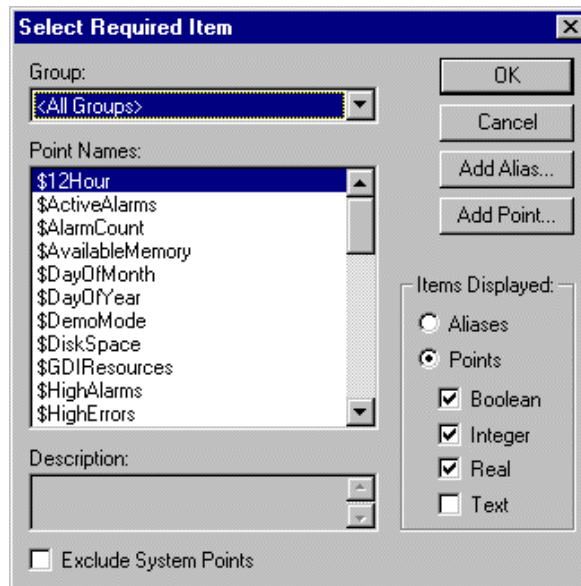 Select Required Item
Group:
<All Groups>
Point Names:
$12Hour
$ActiveAlarms
$AlarmCount
$AvailableMemory
$DayOfMonth
$DayOfYear
$DemoMode
$DiskSpace
$GDIResources
$HighAlarms
$HighErrors
Description:
Exclude System Points
OK
Cancel
Add Alias...
Add Point...
Items Displayed:
Aliases
Points
Boolean
Integer
Real
Text